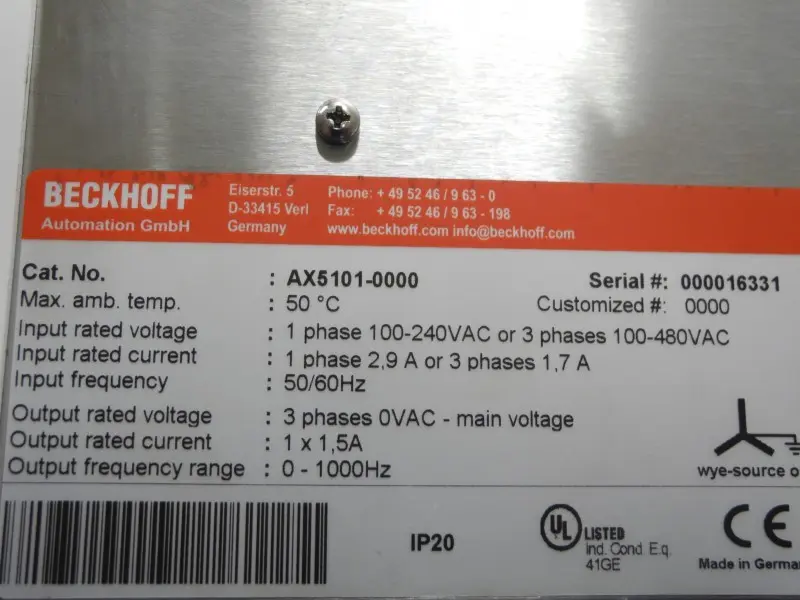 BECKHOFF
Automation GmbH
Eiserstr. 5
D-33415 Verl
Germany
Phone: + 49 52 46 / 9 63 - 0
Fax: + 49 52 46 / 9 63 - 198
www.beckhoff.com info@beckhoff.com
Cat. No. : AX5101-0000 Serial #: 000016331
Max. amb. temp. : 50 °C Customized #: 0000
Input rated voltage : 1 phase 100-240VAC or 3 phases 100-480VAC
Input rated current : 1 phase 2,9 A or 3 phases 1,7 A
Input frequency : 50/60Hz
Output rated voltage : 3 phases 0VAC - main voltage
Output rated current : 1 x 1,5A
Output frequency range : 0 - 1000Hz
wye-source o
IP20
UL LISTED
Ind. Cond. E.q.
41GE
CE
Made in Germa